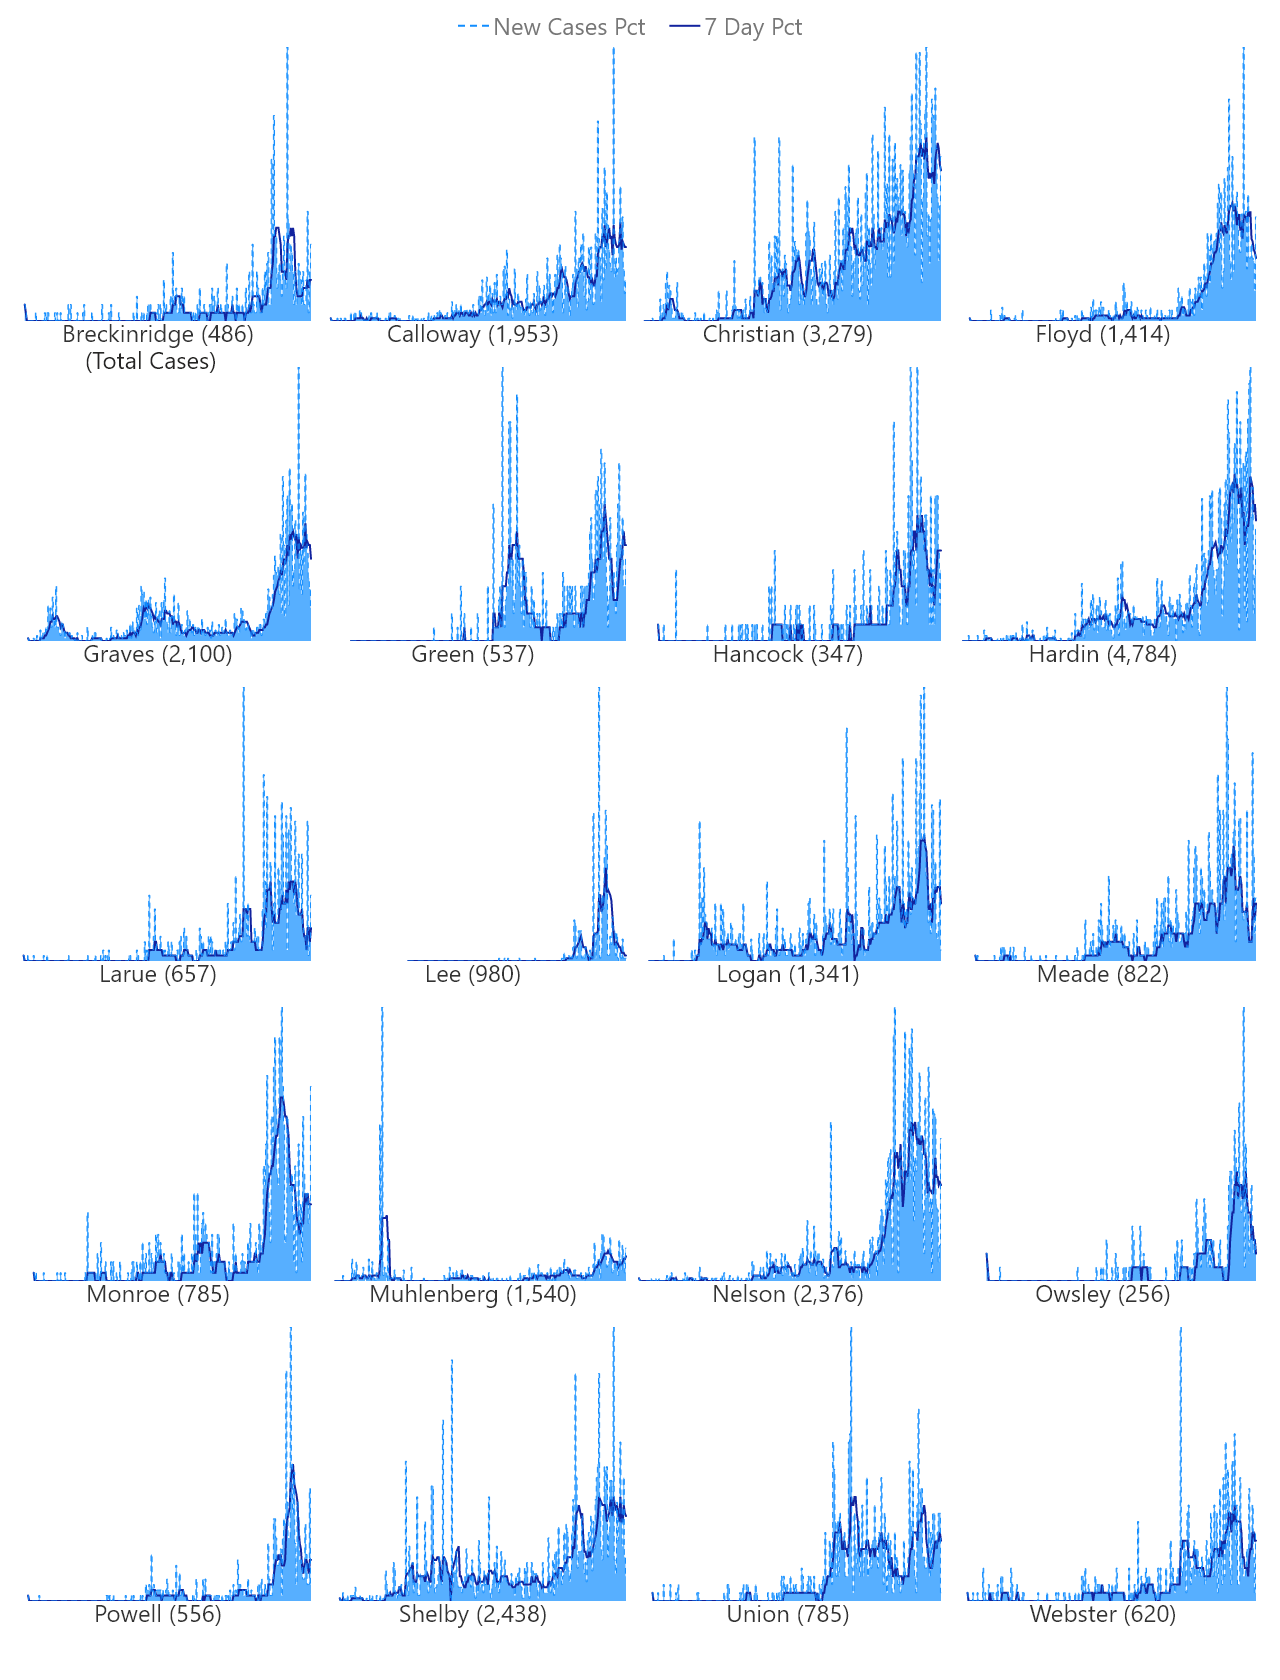 New Cases Pct 7 Day Pct
Breckinridge (486) Calloway (1,953) Christian (3,279) Floyd (1,414)
(Total Cases)
Graves (2,100) Green (537) Hancock (347) Hardin (4,784)
Larue (657) Lee (980) Logan (1,341) Meade (822)
Monroe (785) Muhlenberg (1,540) Nelson (2,376) Owsley (256)
Powell (556) Shelby (2,438) Union (785) Webster (620)